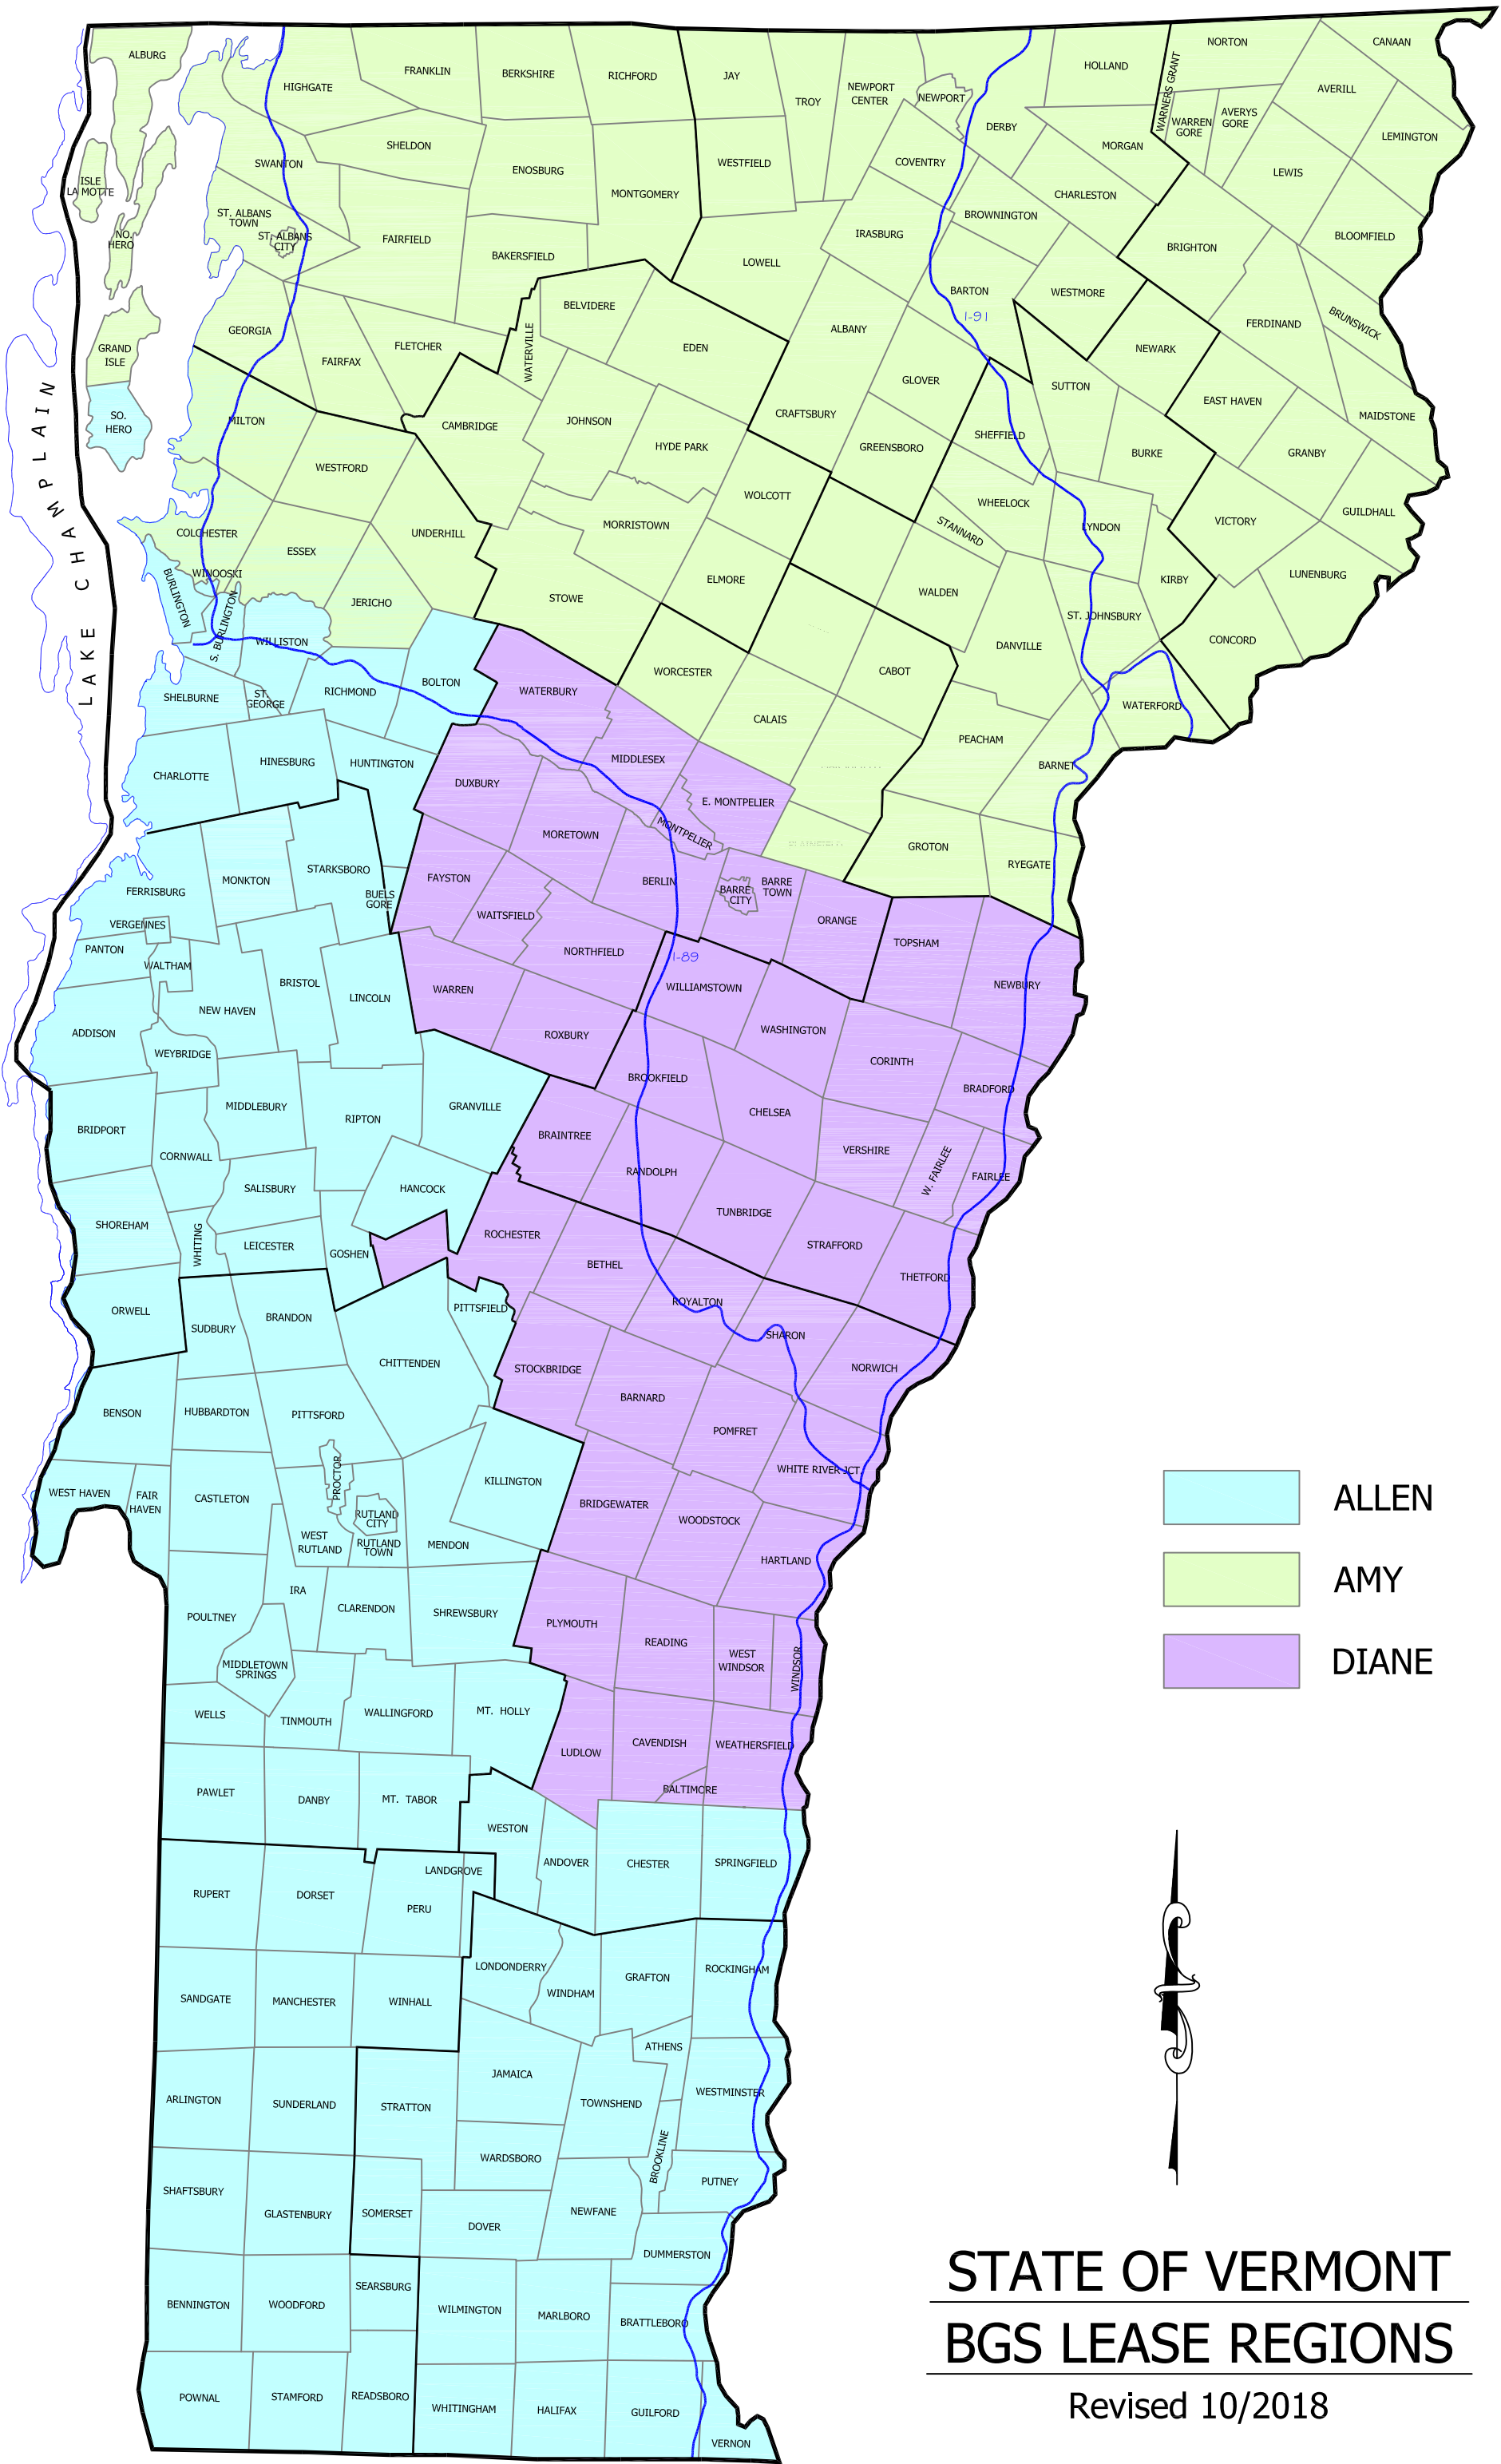 ALBURG
HIGHGATE
FRANKLIN
BERKSHIRE
RICHFORD
JAY
TROY
NEWPORT
CENTER
NEWPORT
HOLLAND
WARNERS GRANT
NORTON
CANAAN
AVERILL
WARREN
GORE
AVERYS
GORE
LEMINGTON
DERBY
MORGAN
SHELDON
SWANTON
ENOSBURG
MONTGOMERY
WESTFIELD
COVENTRY
CHARLESTON
LEWIS
ISLE
LA MOTTE
NO.
HERO
ST. ALBANS
TOWN
ST. ALBANS
CITY
FAIRFIELD
BAKERSFIELD
LOWELL
IRASBURG
BROWNINGTON
BRIGHTON
BLOOMFIELD
BARTON
I-91
WESTMORE
BELVIDERE
WATERVILLE
EDEN
ALBANY
FERDINAND
BRUNSWICK
GEORGIA
FAIRFAX
FLETCHER
GRAND
ISLE
NEWARK
GLOVER
SUTTON
EAST HAVEN
MAIDSTONE
SO.
HERO
MILTON
CAMBRIDGE
JOHNSON
HYDE PARK
CRAFTSBURY
GREENSBORO
SHEFFIELD
BURKE
GRANBY
WESTFORD
WOLCOTT
WHEELOCK
STANNARD
LYNDON
VICTORY
GUILDHALL
LAKE CHAMPLAIN
COLCHESTER
ESSEX
UNDERHILL
MORRISTOWN
WINOOSKI
BURLINGTON
S. BURLINGTON
JERICHO
STOWE
ELMORE
WALDEN
KIRBY
LUNENBURG
ST. JOHNSBURY
CONCORD
WILLISTON
DANVILLE
SHELBURNE
ST.
GEORGE
RICHMOND
BOLTON
WATERBURY
WORCESTER
CABOT
CALAIS
WATERFORD
PEACHAM
BARNET
CHARLOTTE
HINESBURG
HUNTINGTON
DUXBURY
MIDDLESEX
E. MONTPELIER
MONTPELIER
MORETOWN
GROTON
RYEGATE
FERRISBURG
MONKTON
STARKSBORO
BUELS
GORE
FAYSTON
BERLIN
BARRE
CITY
BARRE
TOWN
WAITSFIELD
ORANGE
TOPSHAM
VERGENNES
PANTON
WALTHAM
NORTHFIELD
I-89
BRISTOL
LINCOLN
WARREN
WILLIAMSTOWN
NEWBURY
NEW HAVEN
ADDISON
WEYBRIDGE
ROXBURY
WASHINGTON
CORINTH
BROOKFIELD
BRADFORD
BRIDPORT
MIDDLEBURY
RIPTON
GRANVILLE
CHELSEA
BRAINTREE
VERSHIRE
W. FAIRLEE
FAIRLEE
CORNWALL
SALISBURY
HANCOCK
RANDOLPH
TUNBRIDGE
SHOREHAM
WHITING
LEICESTER
GOSHEN
ROCHESTER
STRAFFORD
BETHEL
THETFORD
ORWELL
SUDBURY
BRANDON
PITTSFIELD
ROYALTON
SHARON
CHITTENDEN
STOCKBRIDGE
NORWICH
BENSON
HUBBARDTON
PITTSFORD
BARNARD
POMFRET
WEST HAVEN
FAIR
HAVEN
CASTLETON
PROCTOR
KILLINGTON
WHITE RIVER JCT.
RUTLAND
CITY
WEST
RUTLAND
RUTLAND
TOWN
MENDON
BRIDGEWATER
WOODSTOCK
HARTLAND
ALLEN
AMY
DIANE
IRA
POULTNEY
CLARENDON
SHREWSBURY
PLYMOUTH
READING
WEST
WINDSOR
WINDSOR
MIDDLETOWN
SPRINGS
WELLS
TINMOUTH
WALLINGFORD
MT. HOLLY
LUDLOW
CAVENDISH
WEATHERSFIELD
BALTIMORE
PAWLET
DANBY
MT. TABOR
WESTON
ANDOVER
CHESTER
SPRINGFIELD
LANDGROVE
RUPERT
DORSET
PERU
LONDONDERRY
WINDHAM
GRAFTON
ROCKINGHAM
SANDGATE
MANCHESTER
WINHALL
ATHENS
JAMAICA
TOWNSHEND
WESTMINSTER
ARLINGTON
SUNDERLAND
STRATTON
WARDSBORO
BROOKLINE
PUTNEY
SHAFTSBURY
GLASTENBURY
SOMERSET
DOVER
NEWFANE
DUMMERSTON
SEARSBURG
BENNINGTON
WOODFORD
WILMINGTON
MARLBORO
BRATTLEBORO
POWNAL
STAMFORD
READSBORO
WHITINGHAM
HALIFAX
GUILFORD
VERNON
STATE OF VERMONT
BGS LEASE REGIONS
Revised 10/2018